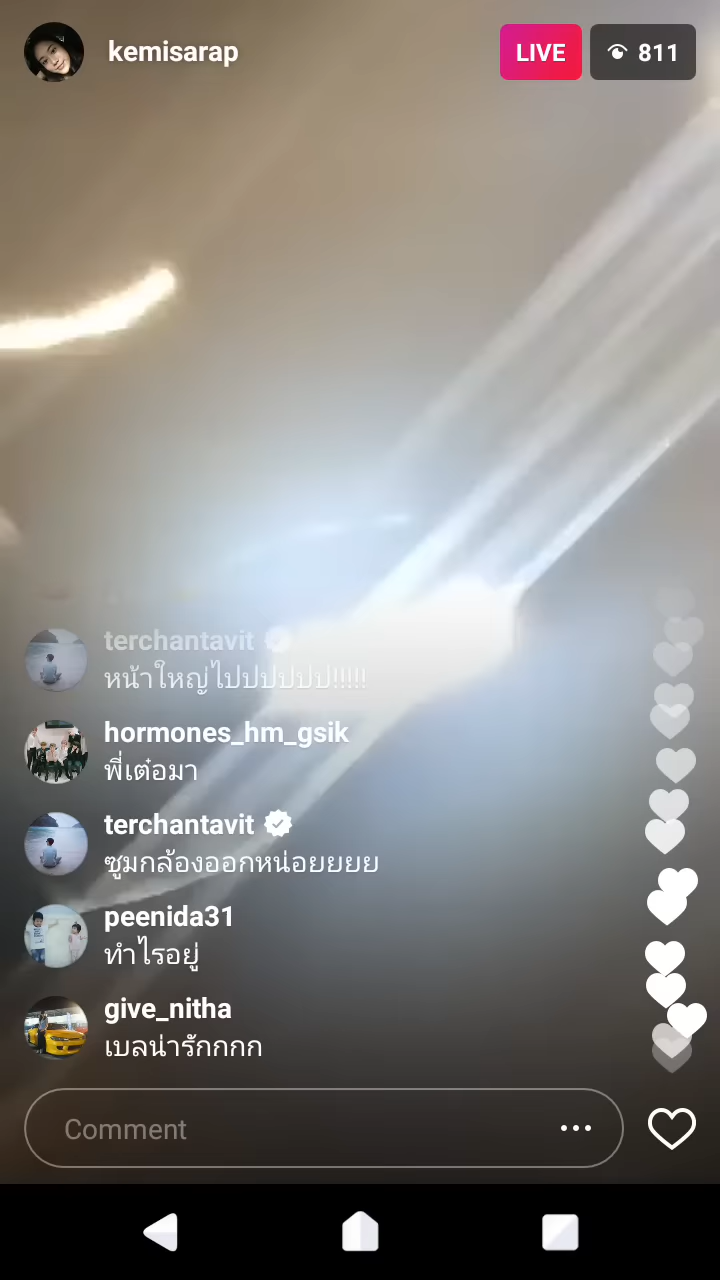 kemisarap
LIVE
811
terchantavit
หน้าใหญ่ไปปปปปป!!!!!
hormones_hm_gsik
พี่เต๋อมา
terchantavit
ซูมกล้องออกหน่อยยยย
peenida31
ทำไรอยู่
give_nitha
เบลน่ารักกกก
Comment